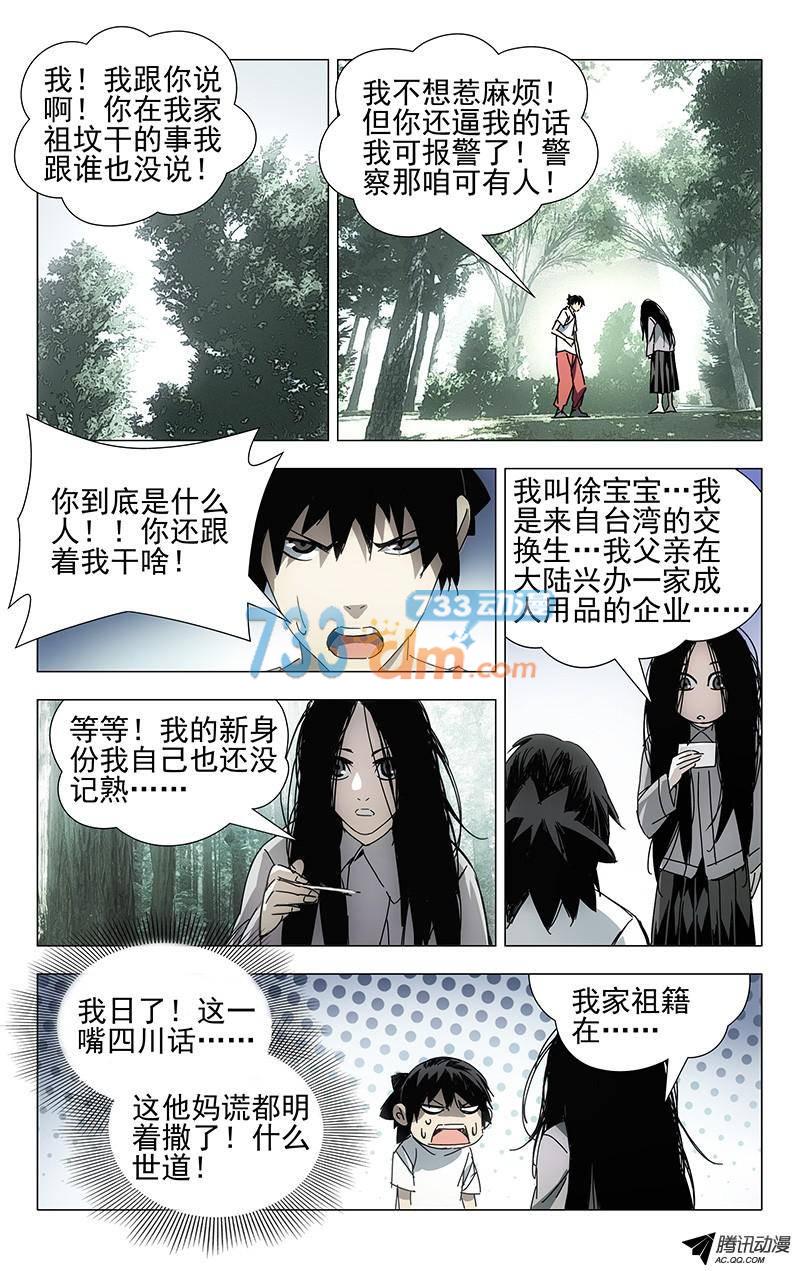 我！我跟你说
啊！你在我家
祖坟干的事我
跟谁也没说！
我不想惹麻烦！
但你还逼我的话
我可报警了！警
察那咱可有人！
你到底是什么
人！！你还跟
着我干啥！
我叫徐宝宝…我
是来自台湾的交
换生…我父亲在
大陆兴办一家成
人用品的企业……
733动漫
733dm.com
等等！我的新身
份我自己也还没
记熟……
我日了！这一
嘴四川话……
这他妈谎都明
着撒了！什么
世道！
我家祖籍
在……
腾讯动漫
AC.QQ.COM